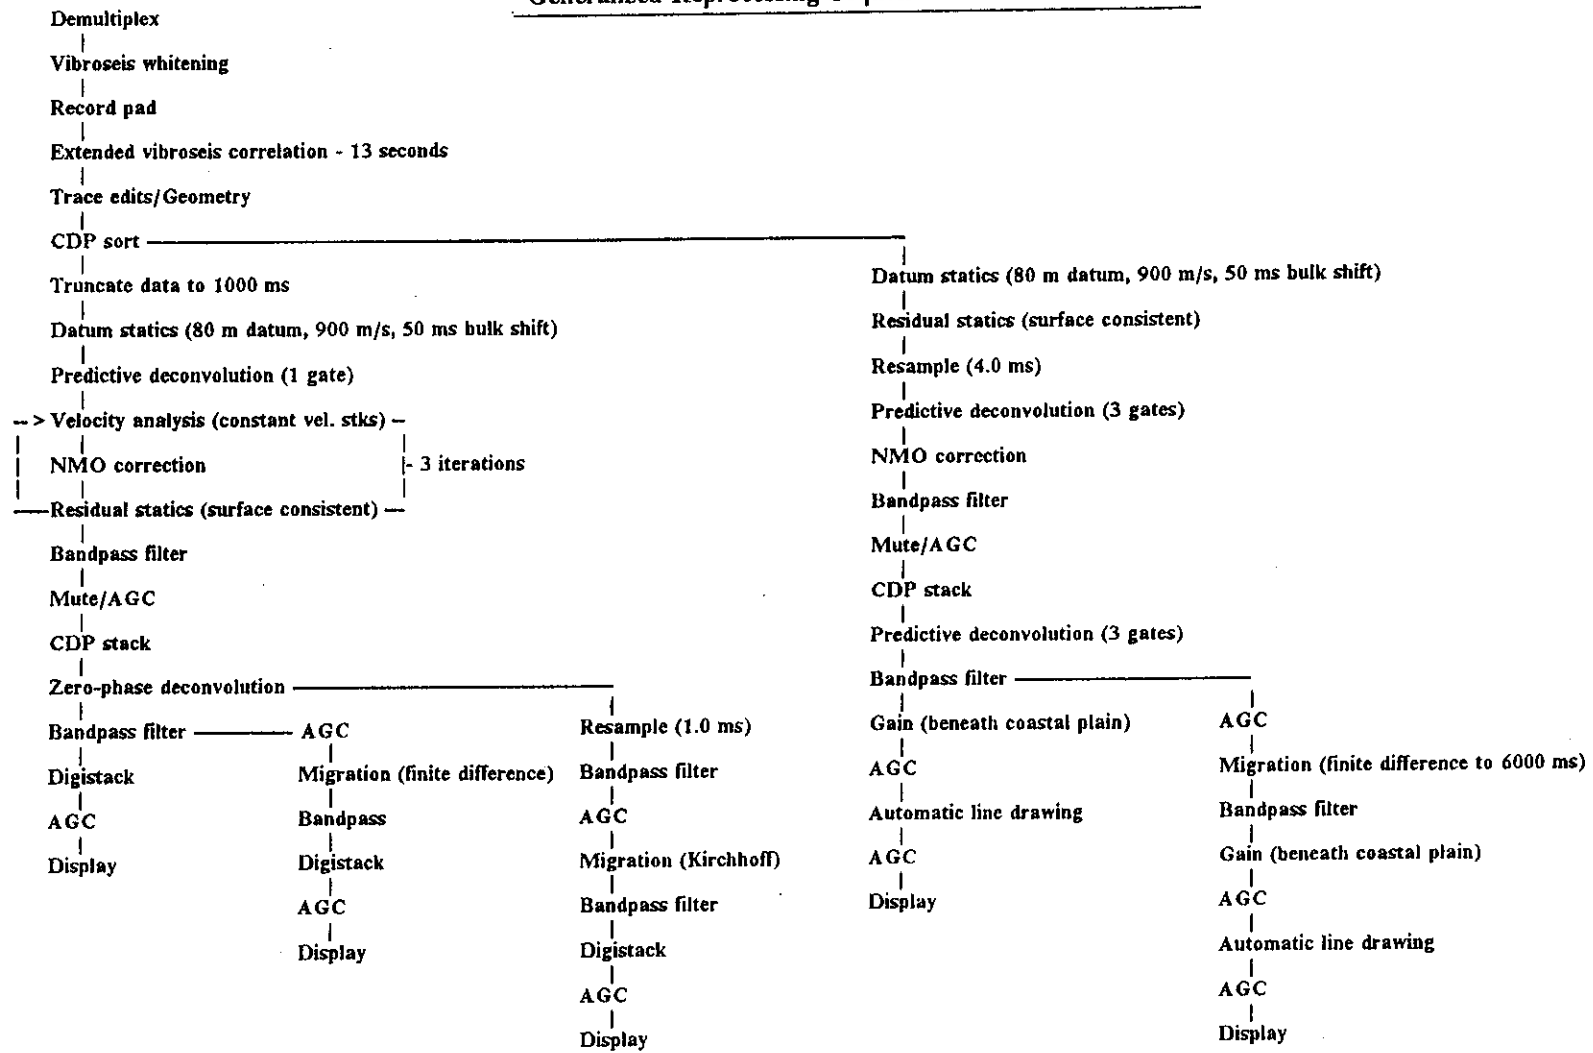 Generalized Reprocessing
Demultiplex
Vibroseis whitening
Record pad
Extended vibroseis correlation - 13 seconds
Trace edits/Geometry
CDP sort
Truncate data to 1000 ms
Datum statics (80 m datum, 900 m/s, 50 ms bulk shift)
Predictive deconvolution (1 gate)
-- > Velocity analysis (constant vel. stks) --
NMO correction
- 3 iterations
Residual statics (surface consistent)
Bandpass filter
Mute/AGC
CDP stack
Zero-phase deconvolution
Bandpass filter
Digistack
AGC
Display
AGC
Migration (finite difference)
Bandpass
Digistack
AGC
Display
Resample (1.0 ms)
Bandpass filter
AGC
Migration (Kirchhoff)
Bandpass filter
Digistack
AGC
Display
Datum statics (80 m datum, 900 m/s, 50 ms bulk shift)
Residual statics (surface consistent)
Resample (4.0 ms)
Predictive deconvolution (3 gates)
NMO correction
Bandpass filter
Mute/AGC
CDP stack
Predictive deconvolution (3 gates)
Bandpass filter
Gain (beneath coastal plain)
AGC
Automatic line drawing
AGC
Display
AGC
Migration (finite difference to 6000 ms)
Bandpass filter
Gain (beneath coastal plain)
AGC
Automatic line drawing
AGC
Display